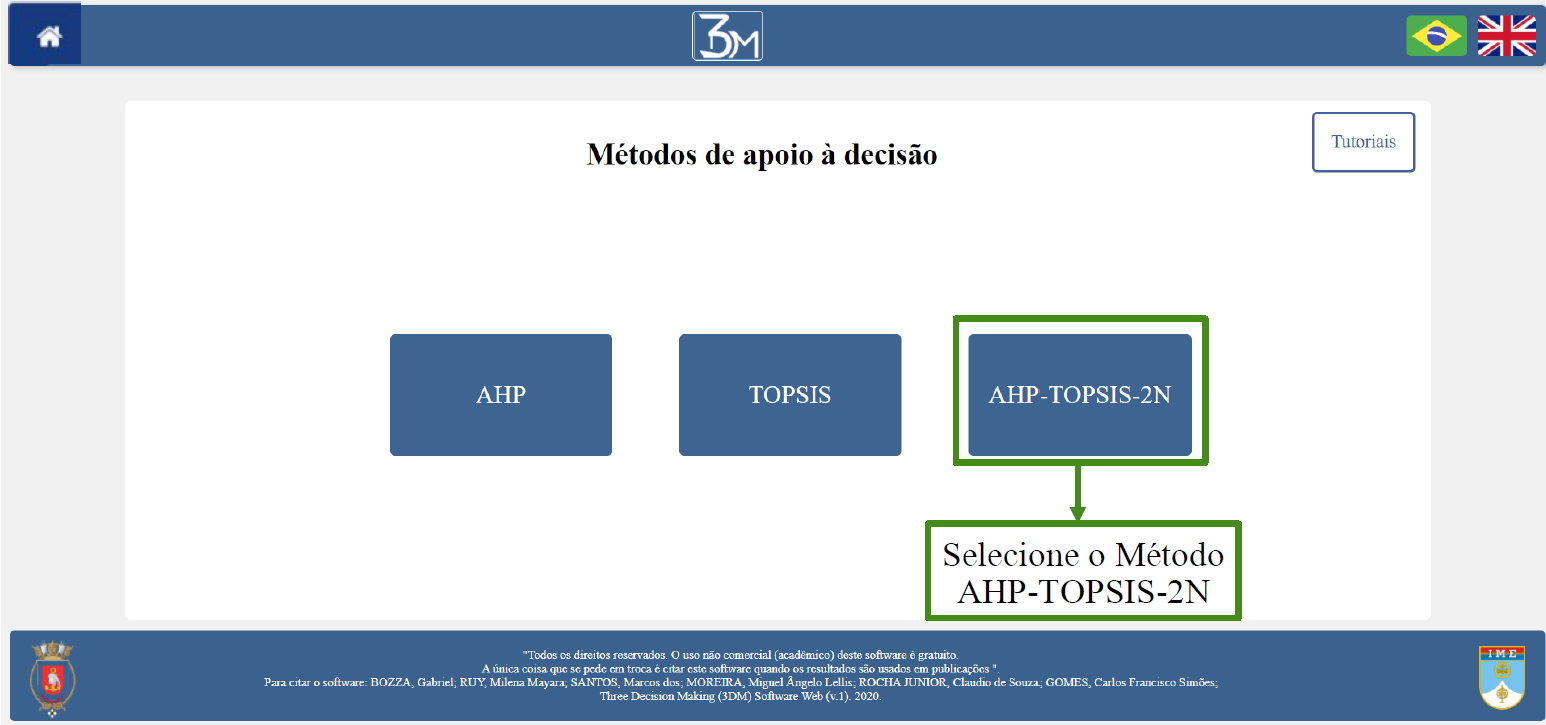 3DM
Métodos de apoio à decisão
Tutoriais
AHP
TOPSIS
AHP-TOPSIS-2N
Selecione o Método
AHP-TOPSIS-2N
"Todos os direitos reservados. O uso não comercial (acadêmico) deste software é gratuito.
A única coisa que se pede em troca é citar este software quando os resultados são usados em publicações ".
Para citar o software: BOZZA, Gabriel; RUY, Milena Mayara; SANTOS, Marcos dos; MOREIRA, Miguel Ângelo Lellis; ROCHA JUNIOR, Claudio de Souza; GOMES, Carlos Francisco Simões;
Three Decision Making (3DM) Software Web (v.1). 2020.
I M E